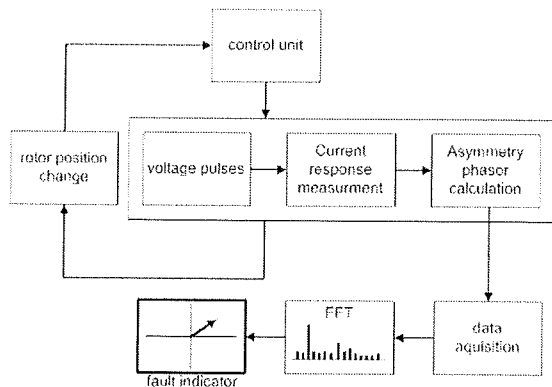 control unit
rotor position
change
voltage pulses
Current
response
measurment
Asymmetry
phasor
calculation
FFT
data
aquisition
fault indicator